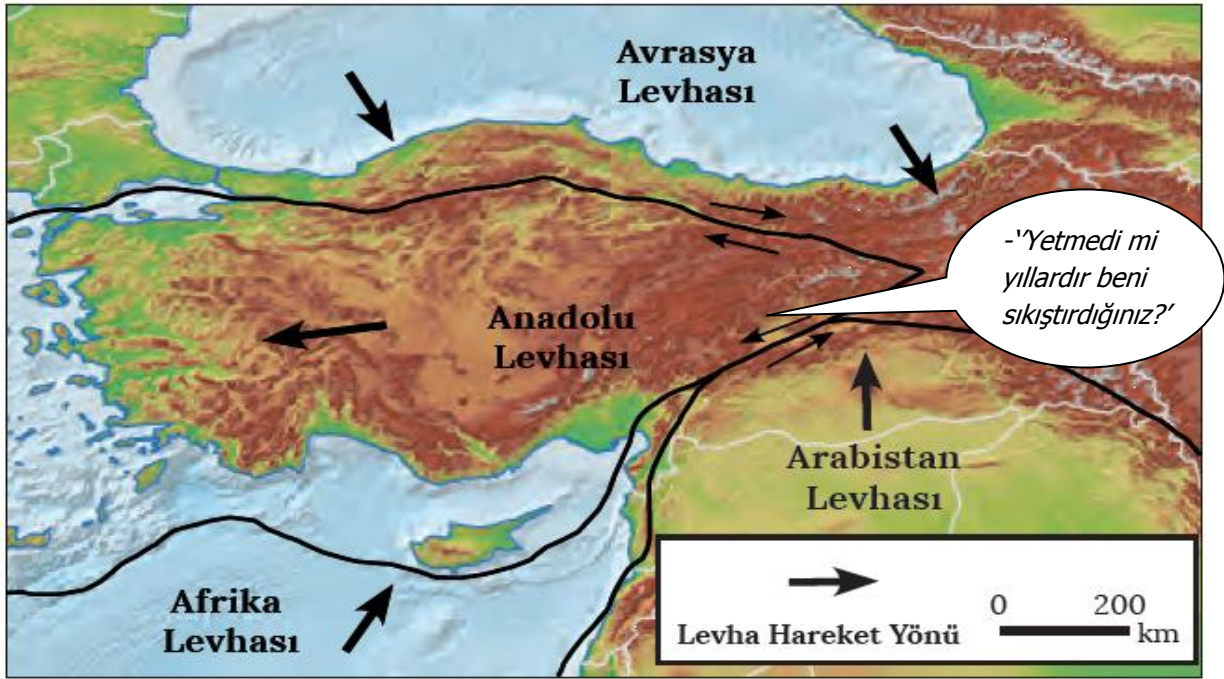 Avrasya
Levhası
-‘‘Yetmedi mi
yıllardır beni
sıkıştırdığınız?’
Anadolu
Levhası
Arabistan
Levhası
Afrika
Levhası
Levha Hareket Yönü
0 200
km